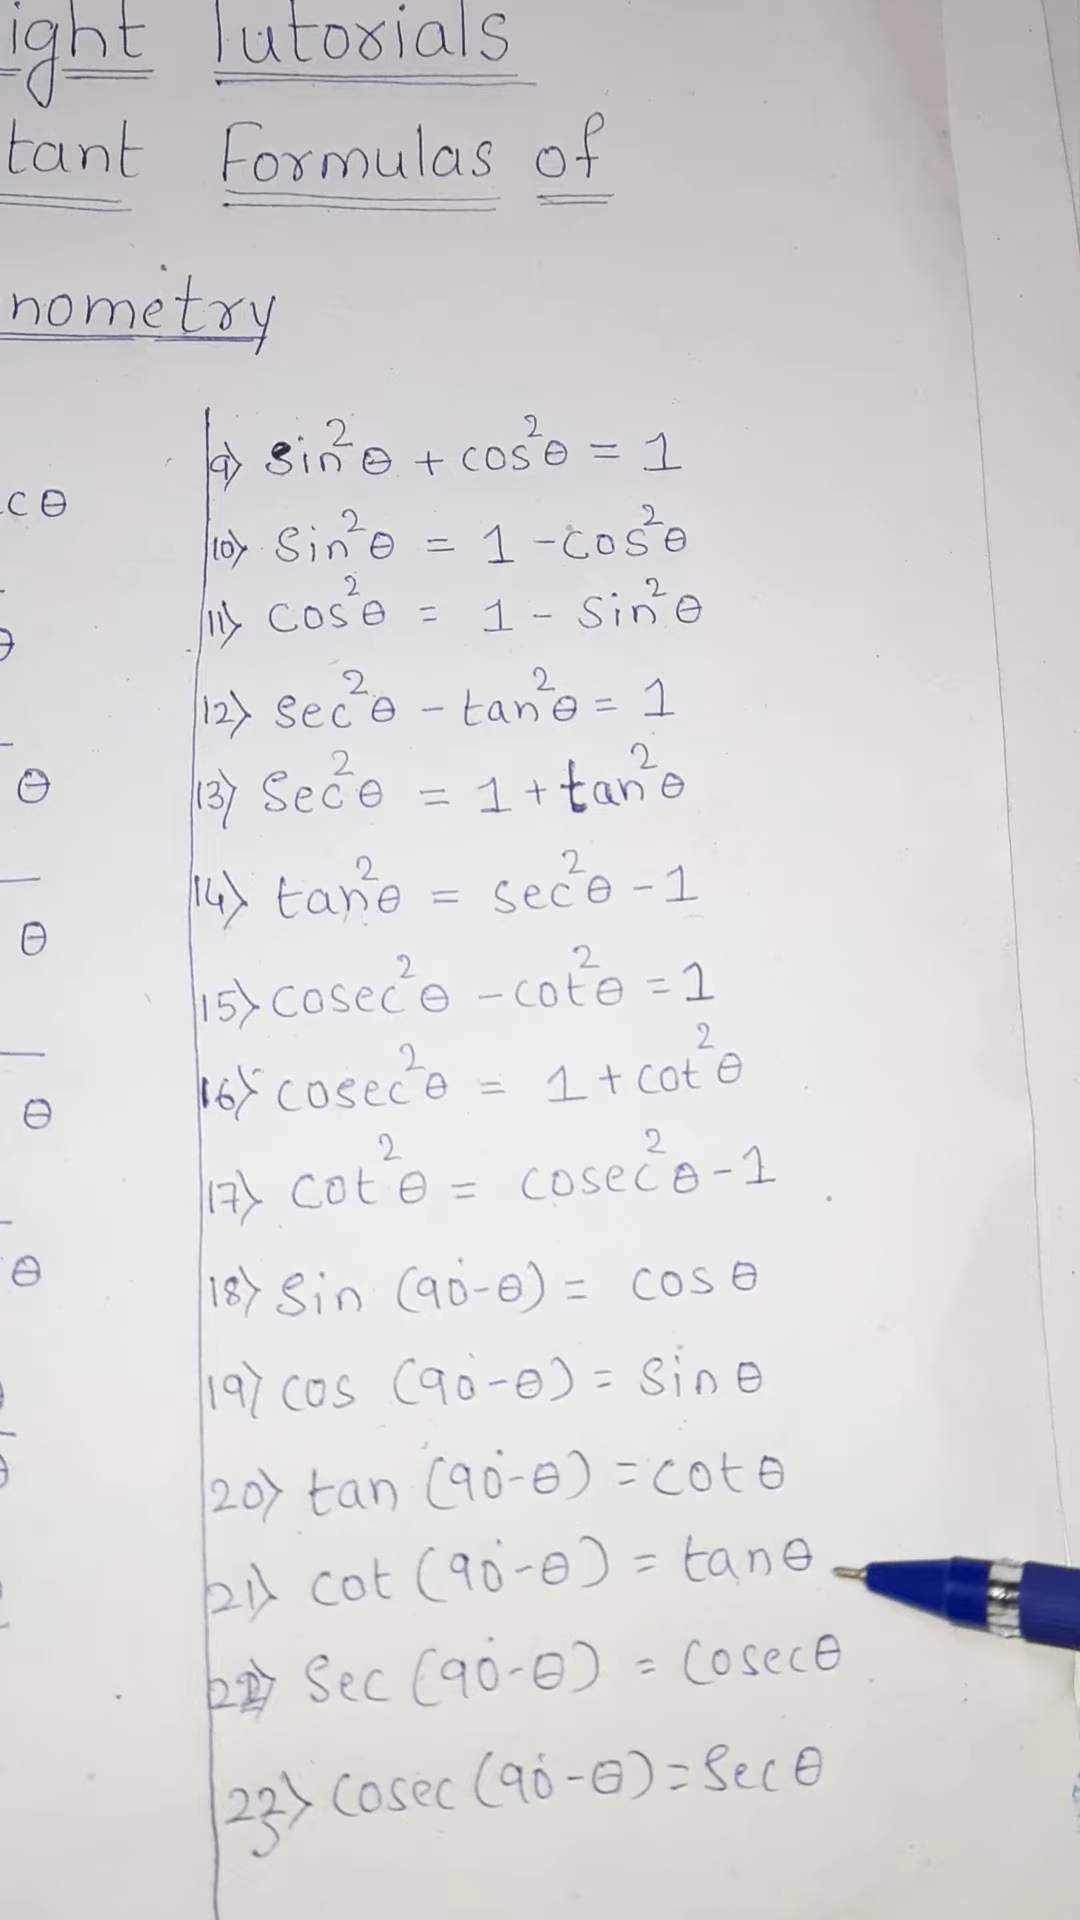 ight Tutorials
tant Formulas of
nometry
9) sin²θ + cos²θ = 1
10) sin²θ = 1 - cos²θ
11) cos²θ = 1 - sin²θ
12) sec²θ - tan²θ = 1
13) sec²θ = 1 + tan²θ
14) tan²θ = sec²θ - 1
15) cosec²θ - cot²θ = 1
16) cosec²θ = 1 + cot²θ
17) cot²θ = cosec²θ - 1
18) sin (90°-θ) = cos θ
19) cos (90°-θ) = sin θ
20) tan (90°-θ) = cot θ
21) cot (90°-θ) = tan θ
22) sec (90°-θ) = cosec θ
23) cosec (90°-θ) = sec θ
c θ
θ
θ
θ
θ